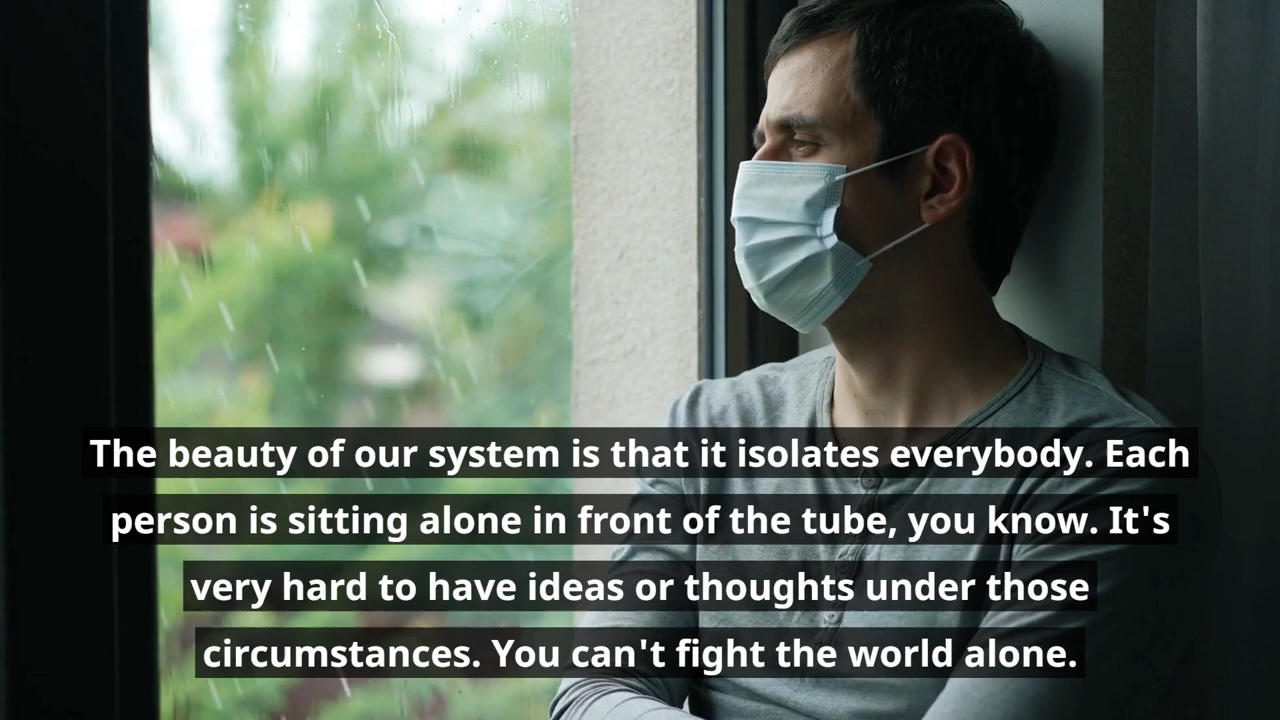 The beauty of our system is that it isolates everybody. Each
person is sitting alone in front of the tube, you know. It's
very hard to have ideas or thoughts under those
circumstances. You can't fight the world alone.